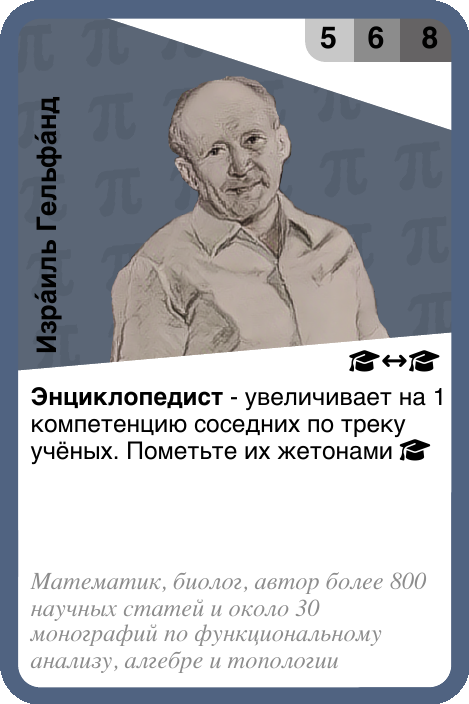 5 6 8
Изра́иль Гельфа́нд
Энциклопедист - увеличивает на 1
компетенцию соседних по треку
учёных. Пометьте их жетонами
Математик, биолог, автор более 800
научных статей и около 30
монографий по функциональному
анализу, алгебре и топологии